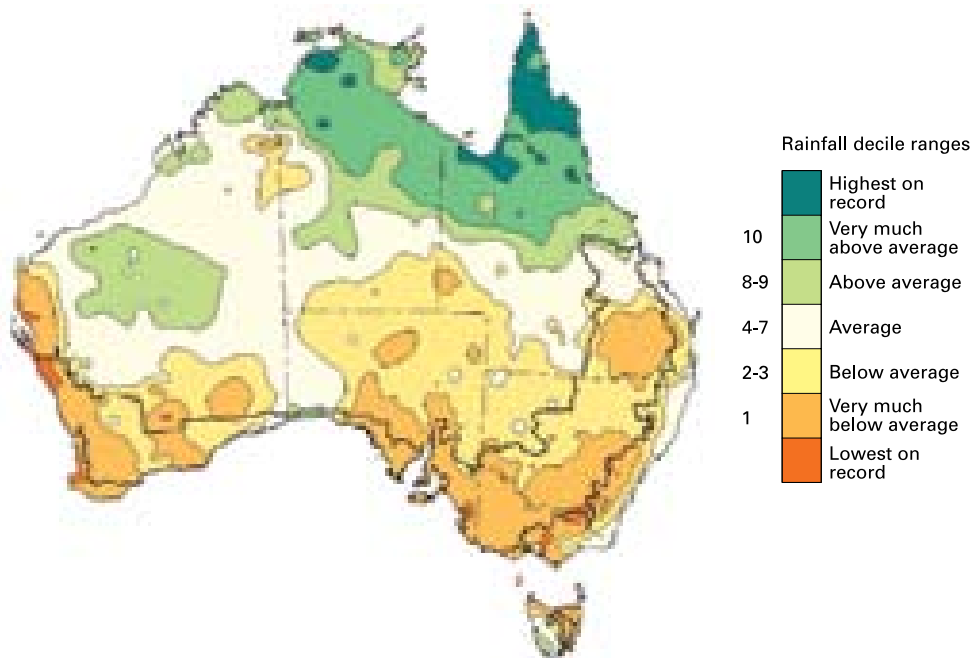 Rainfall decile ranges
Highest on
record
10
Very much
above average
8-9
Above average
4-7
Average
2-3
Below average
1
Very much
below average
Lowest on
record